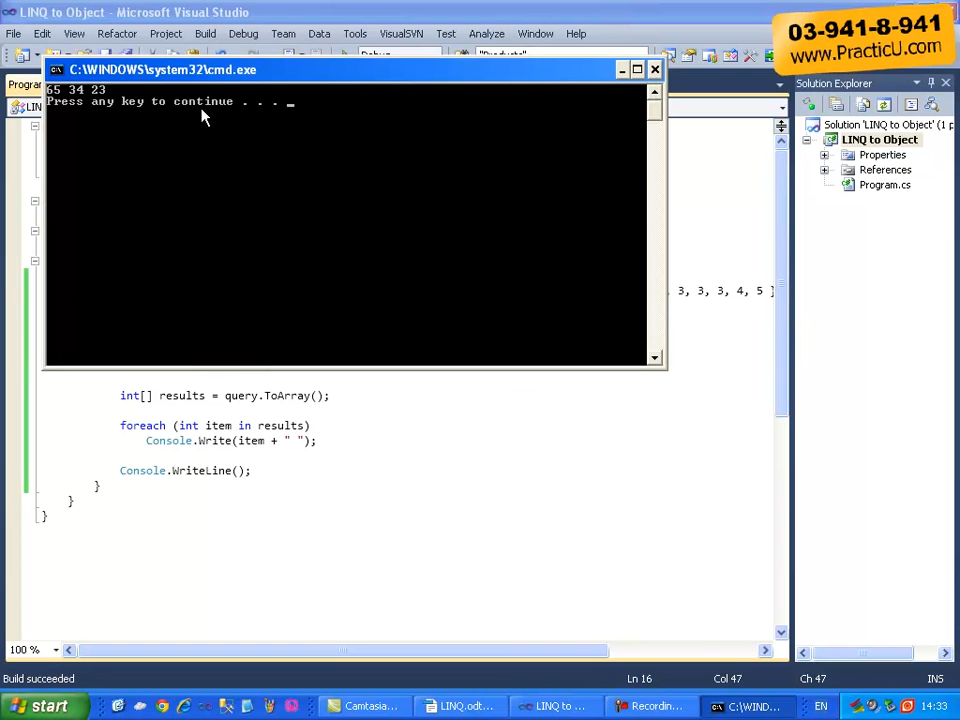 LINQ to Object - Microsoft Visual Studio
File Edit View Refactor Project Build Debug Team Data Tools VisualSVN Test Analyze Window Help
03-941-8-941
www.PracticU.com
C:\WINDOWS\system32\cmd.exe
65 34 23
Press any key to continue . . . _
Solution Explorer
Solution 'LINQ to Object' (1 p
LINQ to Object
Properties
References
Program.cs
Progran
LIN
, 3, 3, 3, 4, 5 }
int[] results = query.ToArray();
foreach (int item in results)
Console.Write(item + " ");
Console.WriteLine();
}
}
}
100 %
Build succeeded Ln 16 Col 47 Ch 47 INS
start Camtasia... LINQ.odt... LINQ to ... Recordin... C:\WIND... EN 14:33